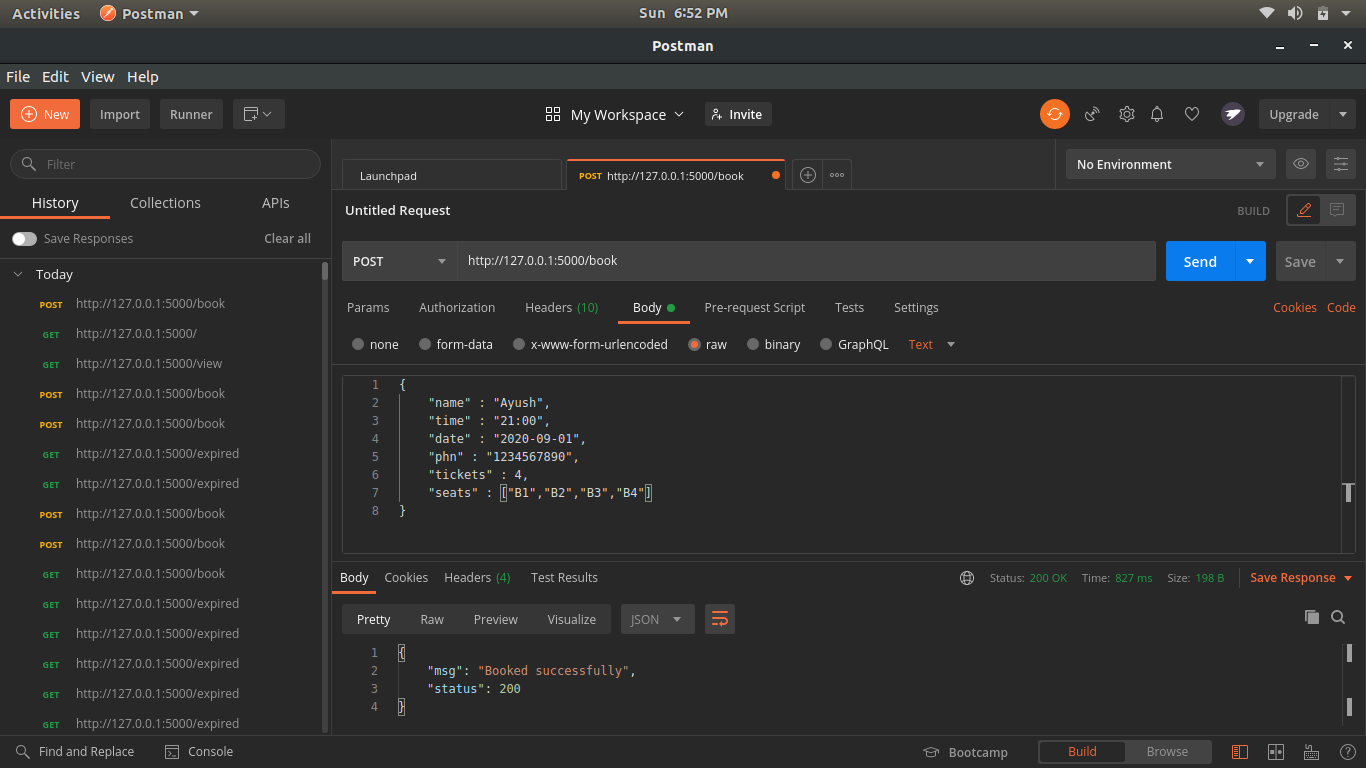 Activities Postman Sun 6:52 PM
Postman
File Edit View Help
New Import Runner My Workspace Invite Upgrade
Filter
History Collections APIs
Save Responses Clear all
Today
POST http://127.0.0.1:5000/book
GET http://127.0.0.1:5000/
GET http://127.0.0.1:5000/view
POST http://127.0.0.1:5000/book
POST http://127.0.0.1:5000/book
GET http://127.0.0.1:5000/expired
GET http://127.0.0.1:5000/expired
POST http://127.0.0.1:5000/book
POST http://127.0.0.1:5000/book
GET http://127.0.0.1:5000/book
GET http://127.0.0.1:5000/expired
GET http://127.0.0.1:5000/expired
GET http://127.0.0.1:5000/expired
GET http://127.0.0.1:5000/expired
GET http://127.0.0.1:5000/expired
Launchpad POST http://127.0.0.1:5000/book No Environment
Untitled Request BUILD
POST http://127.0.0.1:5000/book Send Save
Params Authorization Headers (10) Body Pre-request Script Tests Settings Cookies Code
none form-data x-www-form-urlencoded raw binary GraphQL Text
1 {
2 "name" : "Ayush",
3 "time" : "21:00",
4 "date" : "2020-09-01",
5 "phn" : "1234567890",
6 "tickets" : 4,
7 "seats" : ["B1","B2","B3","B4"]
8 }
Body Cookies Headers (4) Test Results Status: 200 OK Time: 827 ms Size: 198 B Save Response
Pretty Raw Preview Visualize JSON
1 {
2 "msg": "Booked successfully",
3 "status": 200
4 }
Find and Replace Console Bootcamp Build Browse